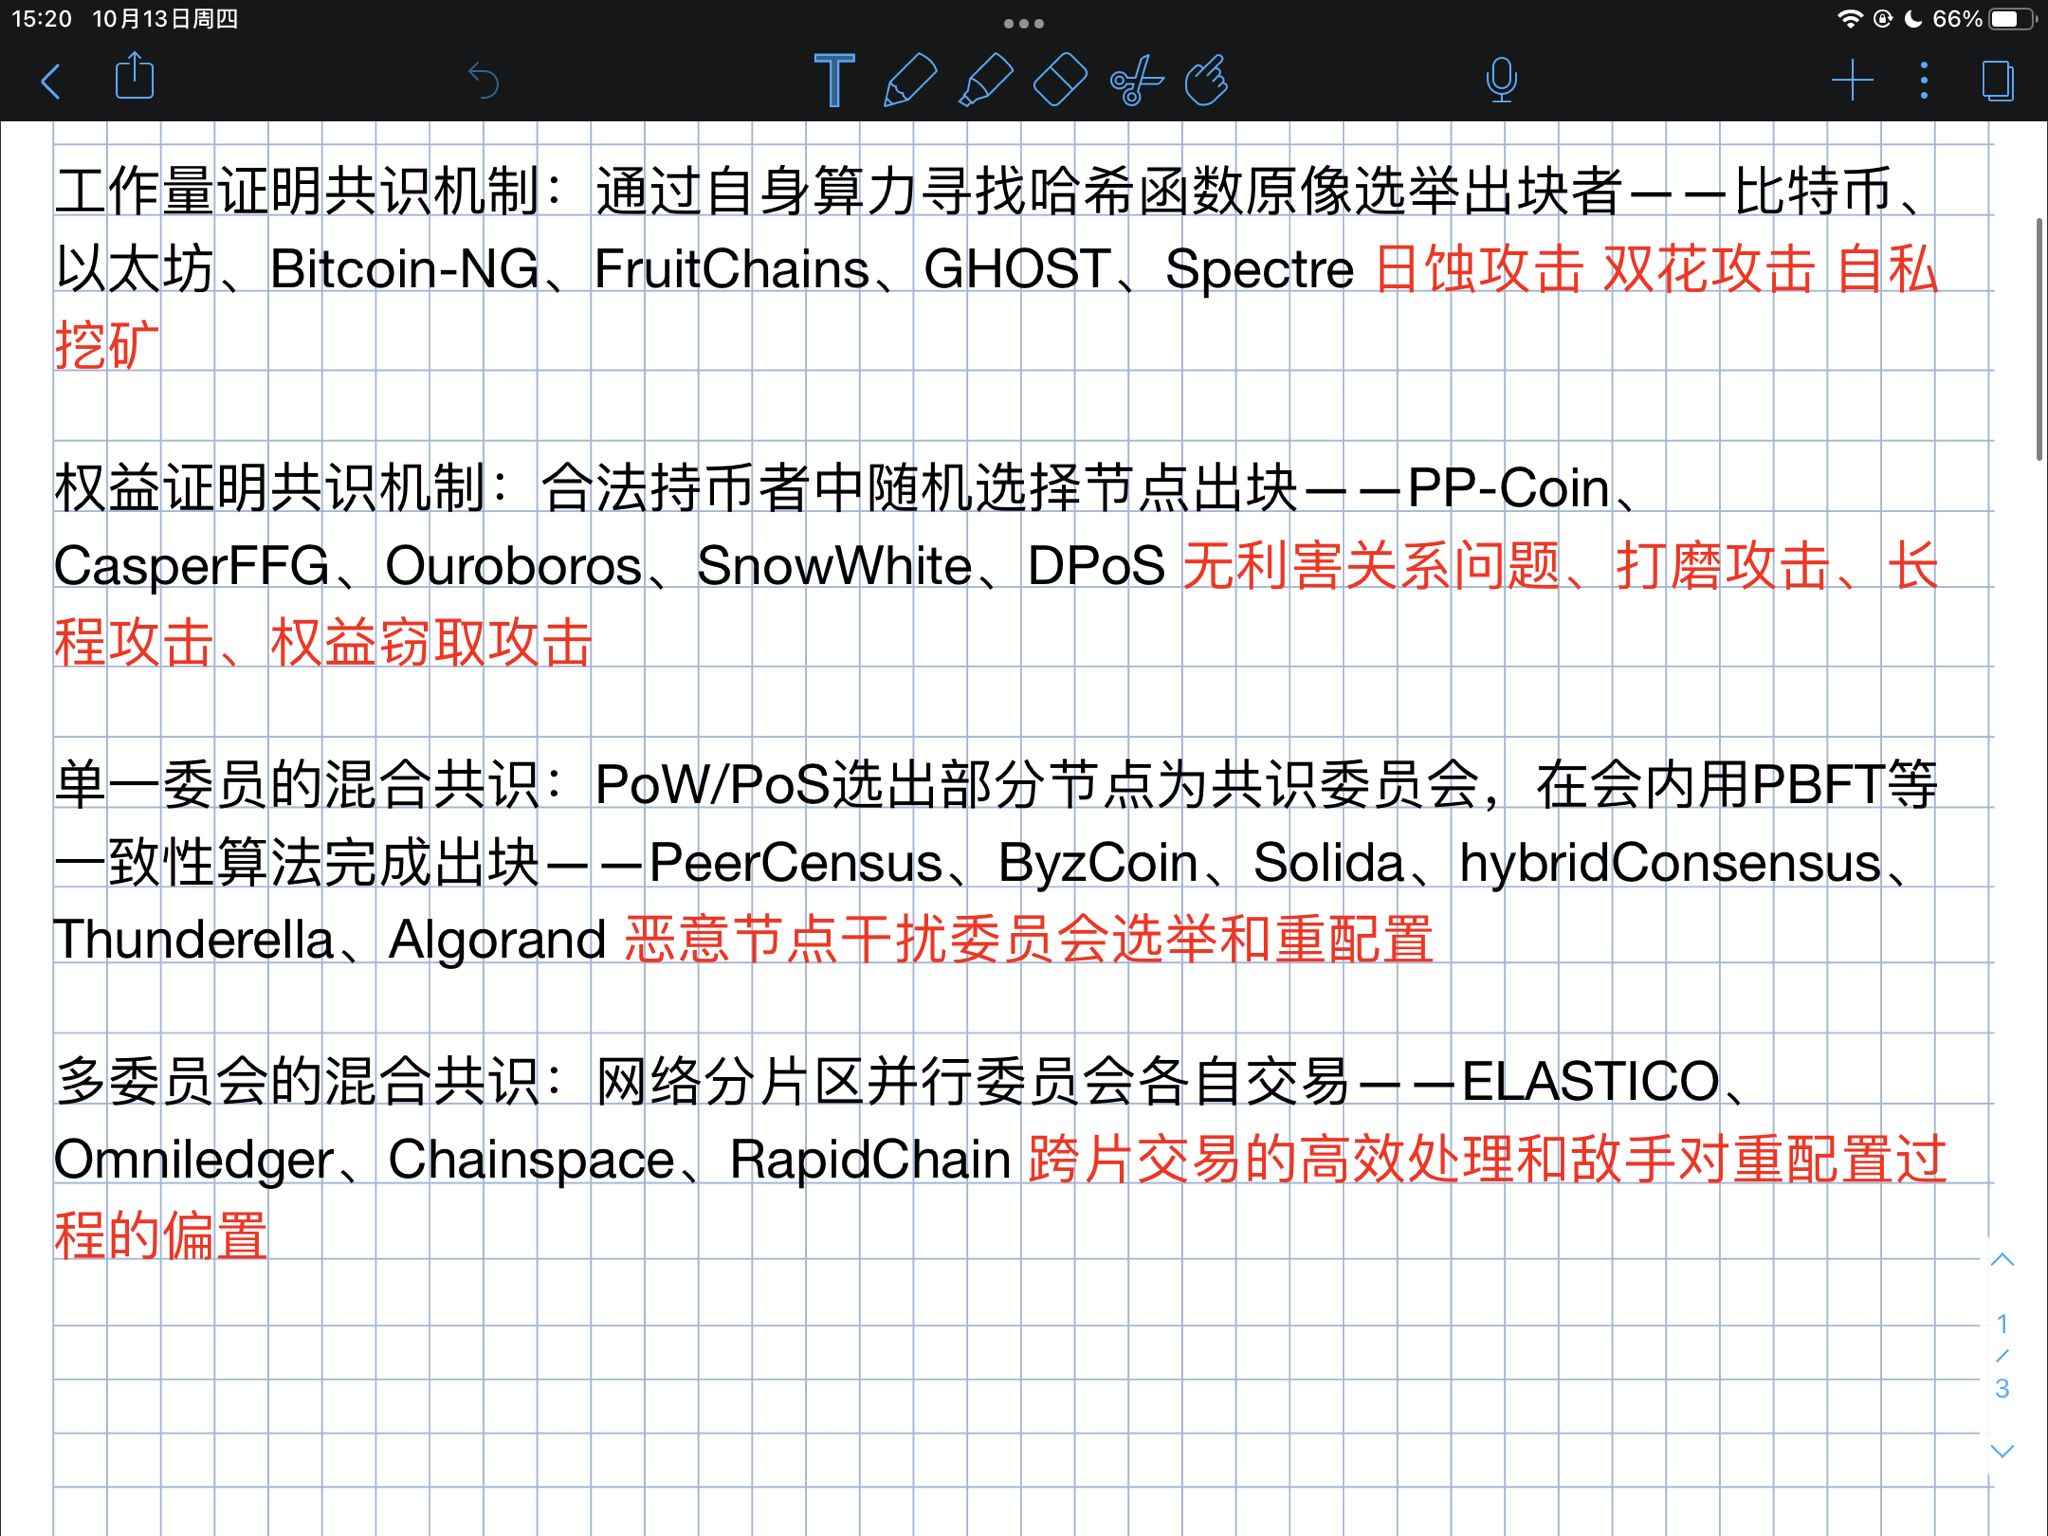 15:20 10月13日周四
66%
T
工作量证明共识机制：通过自身算力寻找哈希函数原像选举出块者——比特币、
以太坊、Bitcoin-NG、FruitChains、GHOST、Spectre 日蚀攻击 双花攻击 自私
挖矿
权益证明共识机制：合法持币者中随机选择节点出块——PP-Coin、
CasperFFG、Ouroboros、SnowWhite、DPoS 无利害关系问题、打磨攻击、长
程攻击、权益窃取攻击
单一委员的混合共识：PoW/PoS选出部分节点为共识委员会，在会内用PBFT等
一致性算法完成出块——PeerCensus、ByzCoin、Solida、hybridConsensus、
Thunderella、Algorand 恶意节点干扰委员会选举和重配置
多委员会的混合共识：网络分片区并行委员会各自交易——ELASTICO、
Omniledger、Chainspace、RapidChain 跨片交易的高效处理和敌手对重配置过
程的偏置
1
/
3